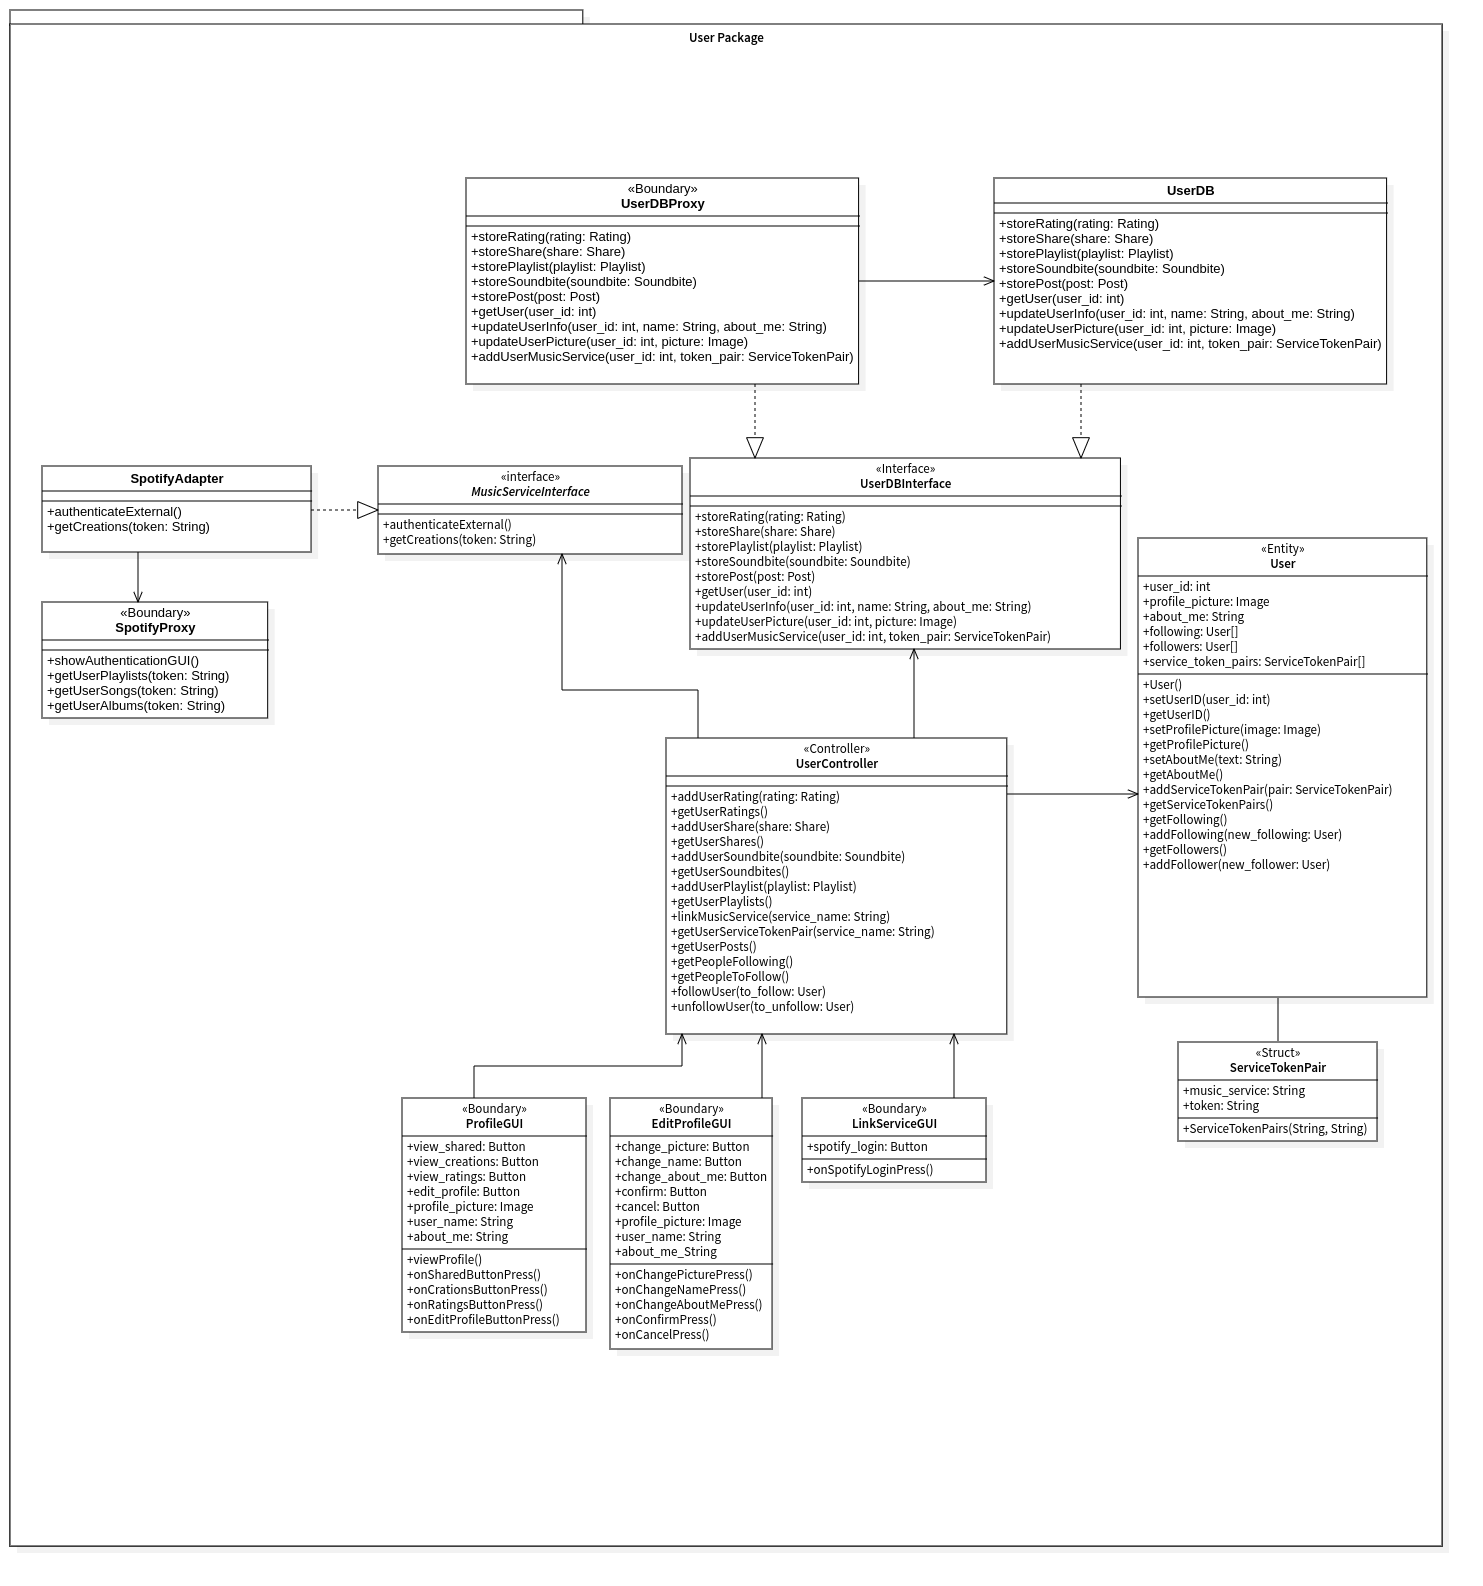 User Package
«Boundary»
UserDBProxy
+storeRating(rating: Rating)
+storeShare(share: Share)
+storePlaylist(playlist: Playlist)
+storeSoundbite(soundbite: Soundbite)
+storePost(post: Post)
+getUser(user_id: int)
+updateUserInfo(user_id: int, name: String, about_me: String)
+updateUserPicture(user_id: int, picture: Image)
+addUserMusicService(user_id: int, token_pair: ServiceTokenPair)
UserDB
+storeRating(rating: Rating)
+storeShare(share: Share)
+storePlaylist(playlist: Playlist)
+storeSoundbite(soundbite: Soundbite)
+storePost(post: Post)
+getUser(user_id: int)
+updateUserInfo(user_id: int, name: String, about_me: String)
+updateUserPicture(user_id: int, picture: Image)
+addUserMusicService(user_id: int, token_pair: ServiceTokenPair)
SpotifyAdapter
+authenticateExternal()
+getCreations(token: String)
«interface»
MusicServiceInterface
+authenticateExternal()
+getCreations(token: String)
«Interface»
UserDBInterface
+storeRating(rating: Rating)
+storeShare(share: Share)
+storePlaylist(playlist: Playlist)
+storeSoundbite(soundbite: Soundbite)
+storePost(post: Post)
+getUser(user_id: int)
+updateUserInfo(user_id: int, name: String, about_me: String)
+updateUserPicture(user_id: int, picture: Image)
+addUserMusicService(user_id: int, token_pair: ServiceTokenPair)
«Entity»
User
+user_id: int
+profile_picture: Image
+about_me: String
+following: User[]
+followers: User[]
+service_token_pairs: ServiceTokenPair[]
+User()
+setUserID(user_id: int)
+getUserID()
+setProfilePicture(image: Image)
+getProfilePicture()
+setAboutMe(text: String)
+getAboutMe()
+addServiceTokenPair(pair: ServiceTokenPair)
+getServiceTokenPairs()
+getFollowing()
+addFollowing(new_following: User)
+getFollowers()
+addFollower(new_follower: User)
«Boundary»
SpotifyProxy
+showAuthenticationGUI()
+getUserPlaylists(token: String)
+getUserSongs(token: String)
+getUserAlbums(token: String)
«Controller»
UserController
+addUserRating(rating: Rating)
+getUserRatings()
+addUserShare(share: Share)
+getUserShares()
+addUserSoundbite(soundbite: Soundbite)
+getUserSoundbites()
+addUserPlaylist(playlist: Playlist)
+getUserPlaylists()
+linkMusicService(service_name: String)
+getUserServiceTokenPair(service_name: String)
+getUserPosts()
+getPeopleFollowing()
+getPeopleToFollow()
+followUser(to_follow: User)
+unfollowUser(to_unfollow: User)
«Struct»
ServiceTokenPair
+music_service: String
+token: String
+ServiceTokenPairs(String, String)
«Boundary»
ProfileGUI
+view_shared: Button
+view_creations: Button
+view_ratings: Button
+edit_profile: Button
+profile_picture: Image
+user_name: String
+about_me: String
+viewProfile()
+onSharedButtonPress()
+onCrationsButtonPress()
+onRatingsButtonPress()
+onEditProfileButtonPress()
«Boundary»
EditProfileGUI
+change_picture: Button
+change_name: Button
+change_about_me: Button
+confirm: Button
+cancel: Button
+profile_picture: Image
+user_name: String
+about_me_String
+onChangePicturePress()
+onChangeNamePress()
+onChangeAboutMePress()
+onConfirmPress()
+onCancelPress()
«Boundary»
LinkServiceGUI
+spotify_login: Button
+onSpotifyLoginPress()